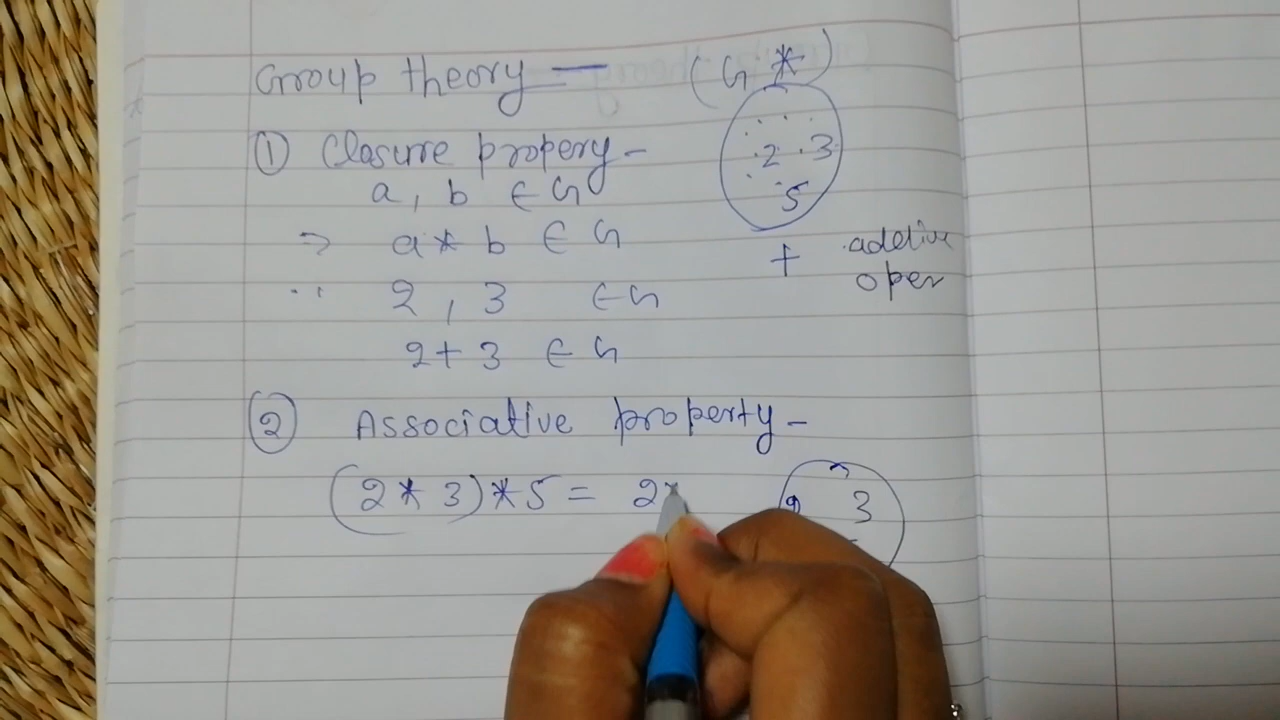 Group theory — (G *)
① Closure propery -
a, b ∈ G
2 3
5
⇒ a * b ∈ G
+ additive
oper
∵ 2, 3 ∈ G
2 + 3 ∈ G
② Associative property -
(2 * 3) * 5 = 2*
3